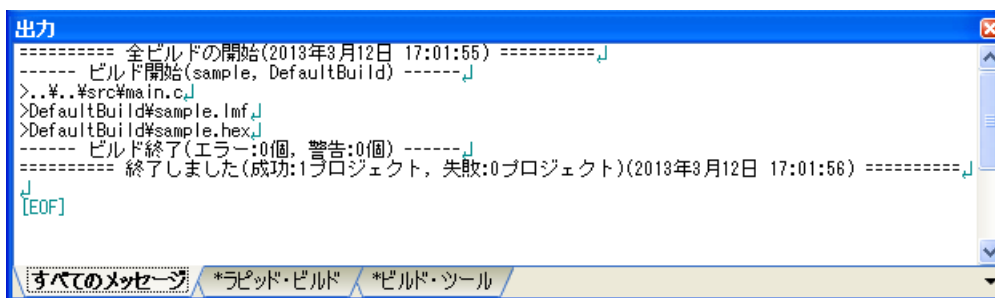 出力
========== 全ビルドの開始(2013年3月12日 17:01:55) ==========↲
------ ビルド開始(sample, DefaultBuild) ------↲
>..¥..¥src¥main.c↲
>DefaultBuild¥sample.lmf↲
>DefaultBuild¥sample.hex↲
------ ビルド終了(エラー:0個, 警告:0個) ------↲
========== 終了しました(成功:1プロジェクト, 失敗:0プロジェクト)(2013年3月12日 17:01:56) ==========↲
↲
[EOF]
すべてのメッセージ *ラピッド・ビルド *ビルド・ツール